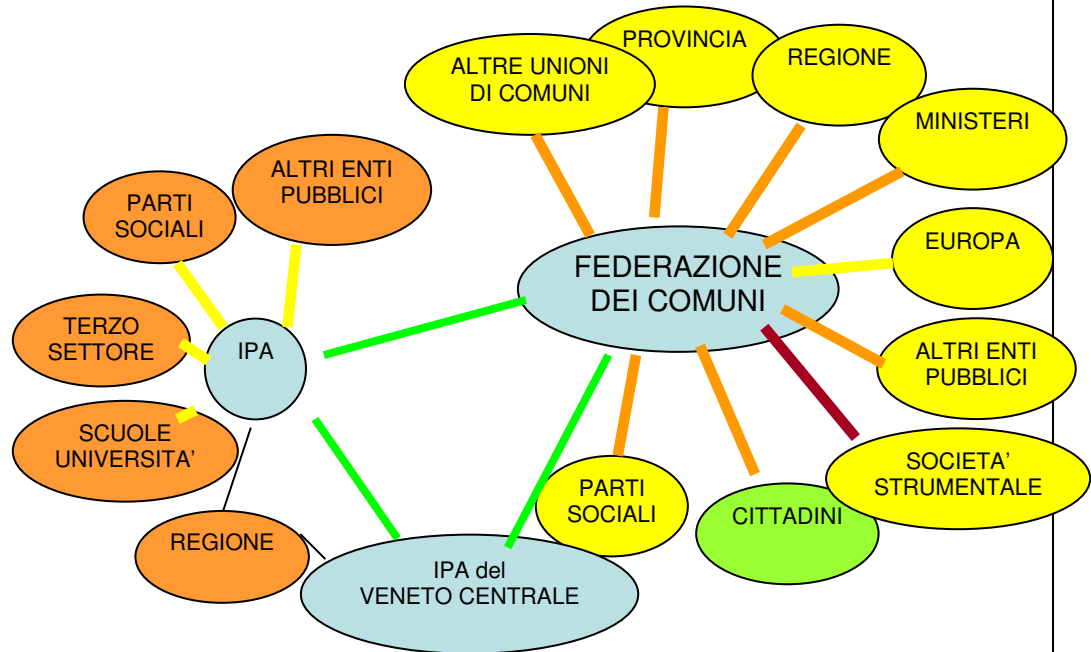 PROVINCIA
ALTRE UNIONI
DI COMUNI
REGIONE
MINISTERI
ALTRI ENTI
PUBBLICI
PARTI
SOCIALI
EUROPA
FEDERAZIONE
DEI COMUNI
TERZO
SETTORE
IPA
ALTRI ENTI
PUBBLICI
SCUOLE
UNIVERSITA'
SOCIETA'
STRUMENTALE
PARTI
SOCIALI
CITTADINI
REGIONE
IPA del
VENETO CENTRALE